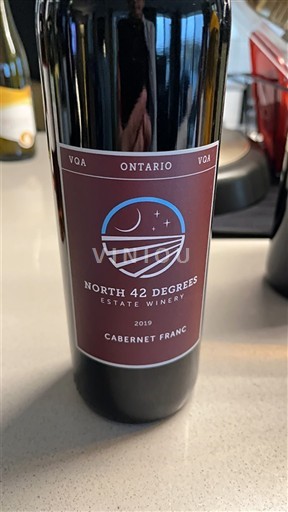 VQA ONTARIO VQA
VINTOU
NORTH 42 DEGREES
ESTATE WINERY
2019
CABERNET FRANC